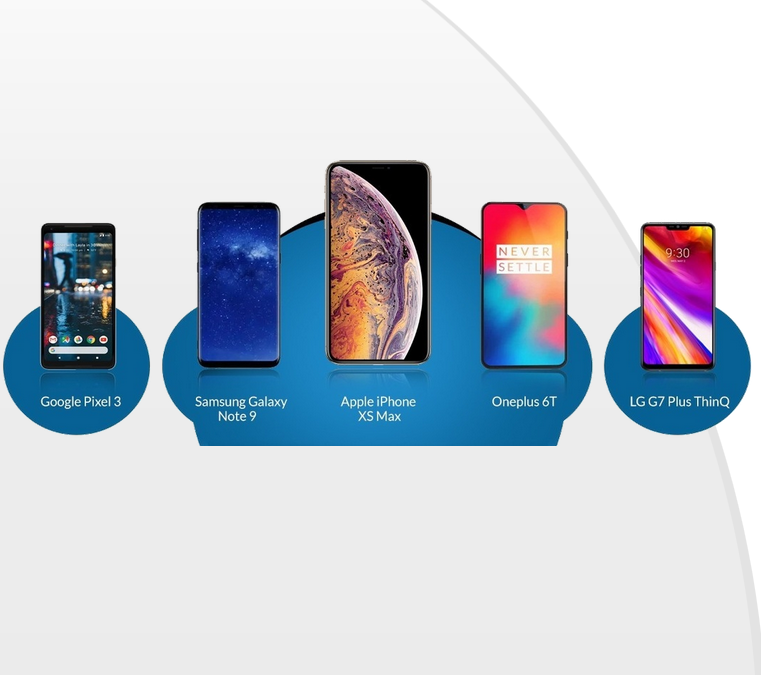 9:30
NEVER
SETTLE
Google Pixel 3
Samsung Galaxy
Note 9
Apple iPhone
XS Max
Oneplus 6T
LG G7 Plus ThinQ